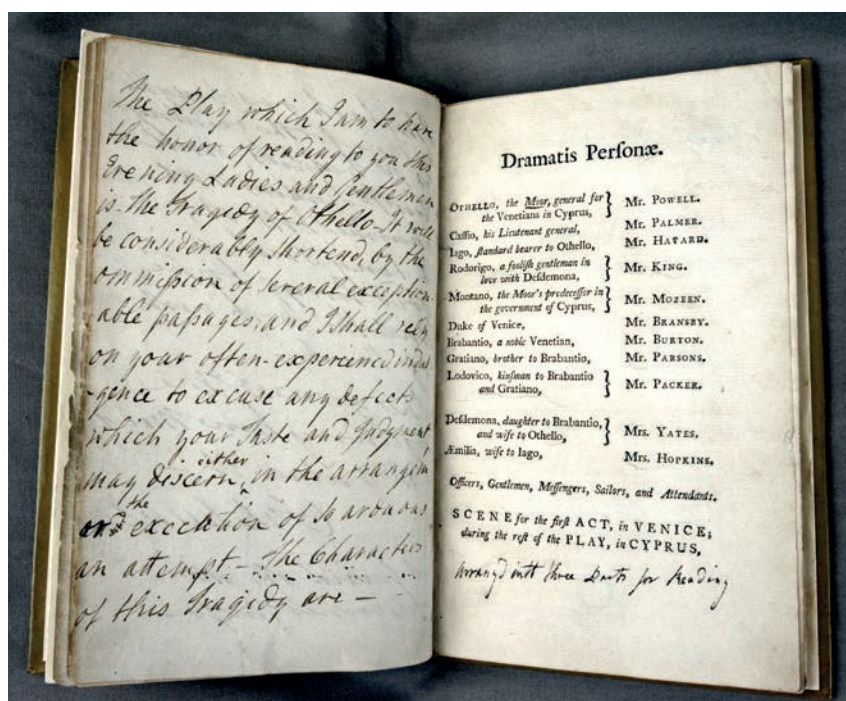 The Play which I am to have
the honor of reading to you this
Evening Ladies and Gentlemen
is the Tragedy of Othello - It will
be considerably Shortend, by the
ommission of several exception-
able paſsages, and I Shall rely
on your often-experienced indul
-gence to excuse any defects
which your Taste and Judgment
may discern either in the arrangem
or the execution of so arduous
an attempt - The Characters
of this Tragedy are —
Dramatis Perſonæ.
OTHELLO, the Moor, general for the Venetians in Cyprus, } Mr. POWELL.
Caſſio, his Lieutenant general, Mr. PALMER.
Iago, ſtandard bearer to Othello, Mr. HAVARD.
Rodorigo, a fooliſh gentleman in love with Deſdemona, } Mr. KING.
Montano, the Moor's predeceſſor in the government of Cyprus, } Mr. MOZEEN.
Duke of Venice, Mr. BRANSBY.
Brabantio, a noble Venetian, Mr. BURTON.
Gratiano, brother to Brabantio, Mr. PARSONS.
Lodovico, kinſman to Brabantio and Gratiano, } Mr. PACKER.
Deſdemona, daughter to Brabantio, and wife to Othello, } Mrs. YATES.
Æmilia, wife to Iago, Mrs. HOPKINS.
Officers, Gentlemen, Meſſengers, Sailors, and Attendants.
SCENE for the firſt ACT, in VENICE;
during the reſt of the PLAY, in CYPRUS,
arrang'd into three Parts for Reading